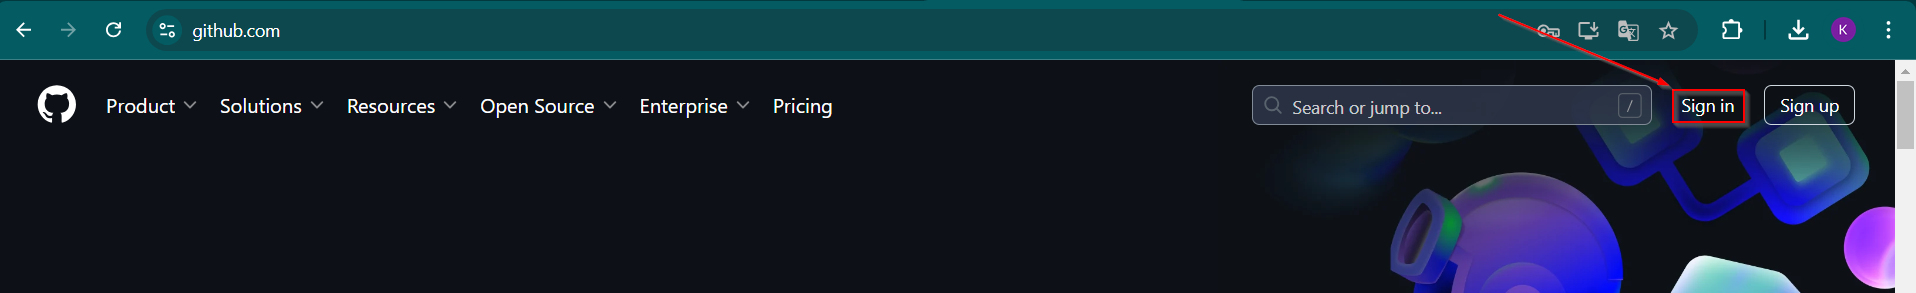 github.com
K
Product Solutions Resources Open Source Enterprise Pricing Search or jump to... / Sign in Sign up